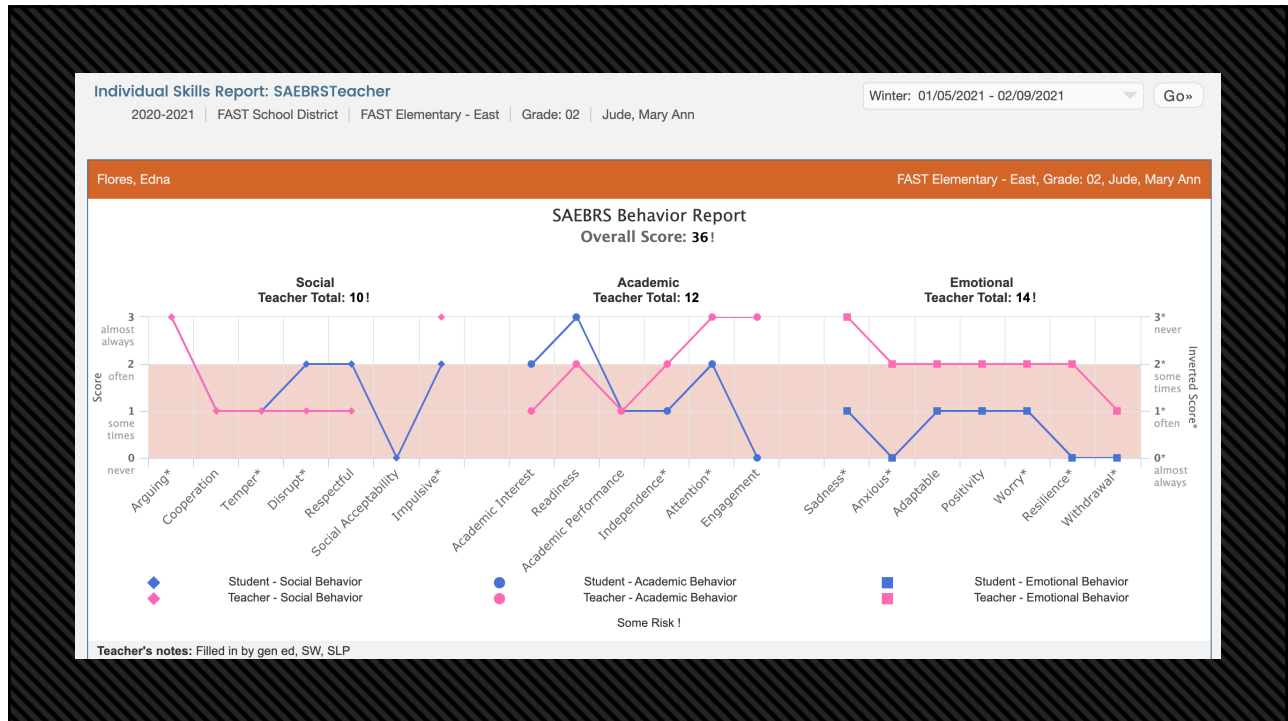 Individual Skills Report: SAEBRSTeacher
Winter: 01/05/2021 - 02/09/2021
Go»
2020-2021 | FAST School District | FAST Elementary - East | Grade: 02 | Jude, Mary Ann
Flores, Edna
FAST Elementary - East, Grade: 02, Jude, Mary Ann
SAEBRS Behavior Report
Overall Score: 36!
Social
Teacher Total: 10!
Academic
Teacher Total: 12
Emotional
Teacher Total: 14!
Score
3
almost
always
2
often
1
some
times
0
never
3*
never
2*
some
times
1*
often
0*
almost
always
Inverted Score*
Arguing*
Cooperation
Temper*
Disrupt*
Respectful
Social Acceptability
Impulsive*
Academic Interest
Readiness
Academic Performance
Independence*
Attention*
Engagement
Sadness*
Anxious*
Adaptable
Positivity
Worry*
Resilience*
Withdrawal*
Student - Social Behavior
Teacher - Social Behavior
Student - Academic Behavior
Teacher - Academic Behavior
Student - Emotional Behavior
Teacher - Emotional Behavior
Some Risk !
Teacher's notes: Filled in by gen ed, SW, SLP